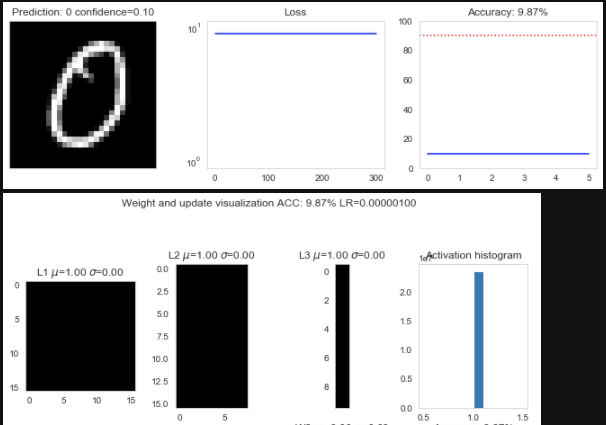 Prediction: 0 confidence=0.10
Loss
Accuracy: 9.87%
10¹
10⁰
0 100 200 300
100
80
60
40
20
0
0 1 2 3 4 5
Weight and update visualization ACC: 9.87% LR=0.00000100
L1 μ=1.00 σ=0.00
0
5
10
15
0 5 10 15
L2 μ=1.00 σ=0.00
0.0
2.5
5.0
7.5
10.0
12.5
15.0
0 5
L3 μ=1.00 σ=0.00
0
2
4
6
8
Activation histogram
2.0
1.5
1.0
0.5
0.0
0.5 1.0 1.5